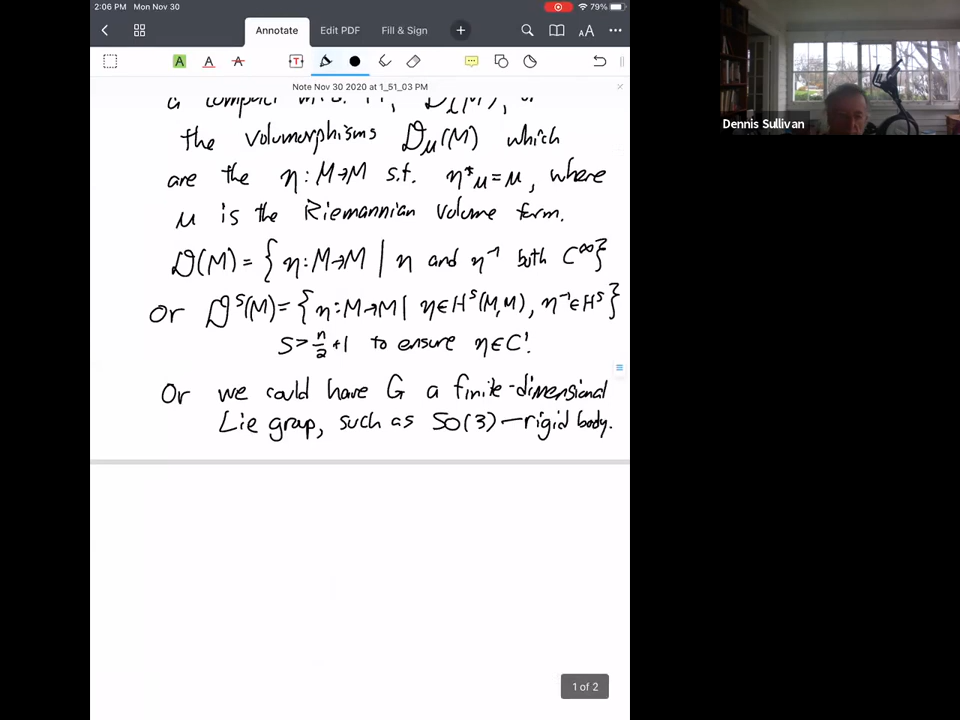 2:06 PM Mon Nov 30
79%
Annotate
Edit PDF
Fill & Sign
Note Nov 30 2020 at 1_51_03 PM
a compact
the volumorphisms 𝒟_μ(M) which
are the η: M→M s.t. η*μ=μ, where
μ is the Riemannian volume form.
𝒟(M) = { η: M→M | η and η⁻¹ both C^∞ }
Or 𝒟^s(M) = { η: M→M | η∈H^s(M,M), η⁻¹∈H^s }
s > n/2 + 1 to ensure η∈C¹.
Or we could have G a finite-dimensional
Lie group, such as SO(3) — rigid body.
1 of 2
Dennis Sullivan